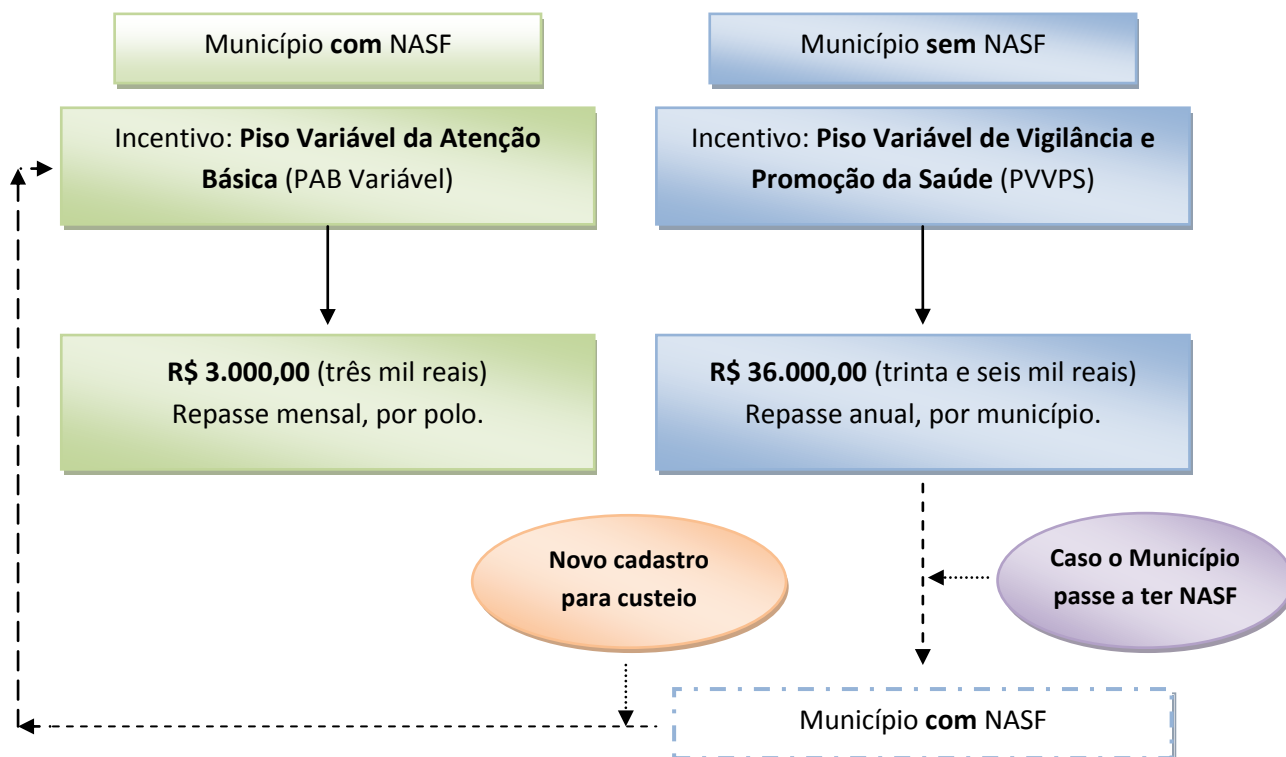 Município com NASF
Município sem NASF
Incentivo: Piso Variável da Atenção
Básica (PAB Variável)
Incentivo: Piso Variável de Vigilância e
Promoção da Saúde (PVVPS)
R$ 3.000,00 (três mil reais)
Repasse mensal, por polo.
R$ 36.000,00 (trinta e seis mil reais)
Repasse anual, por município.
Novo cadastro
para custeio
Caso o Município
passe a ter NASF
Município com NASF